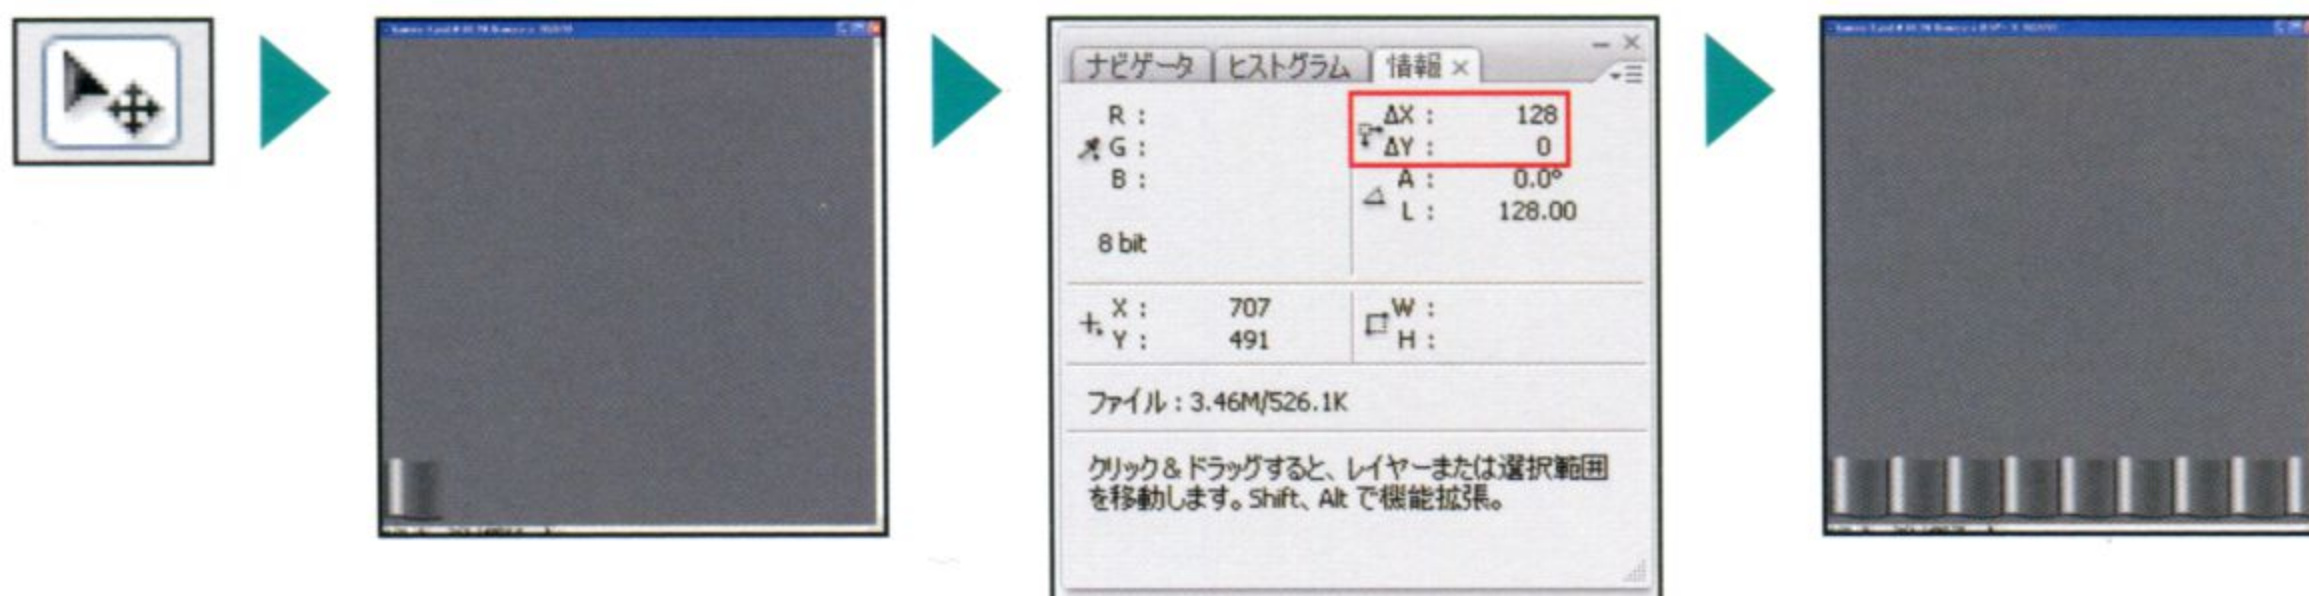 ナビゲータ ヒストグラム 情報 ×
R : ΔX : 128
G : ΔY : 0
B : A : 0.0°
L : 128.00
8 bit
X : 707 W :
Y : 491 H :
ファイル : 3.46M/526.1K
クリック & ドラッグすると、レイヤーまたは選択範囲
を移動します。Shift、Alt で機能拡張。